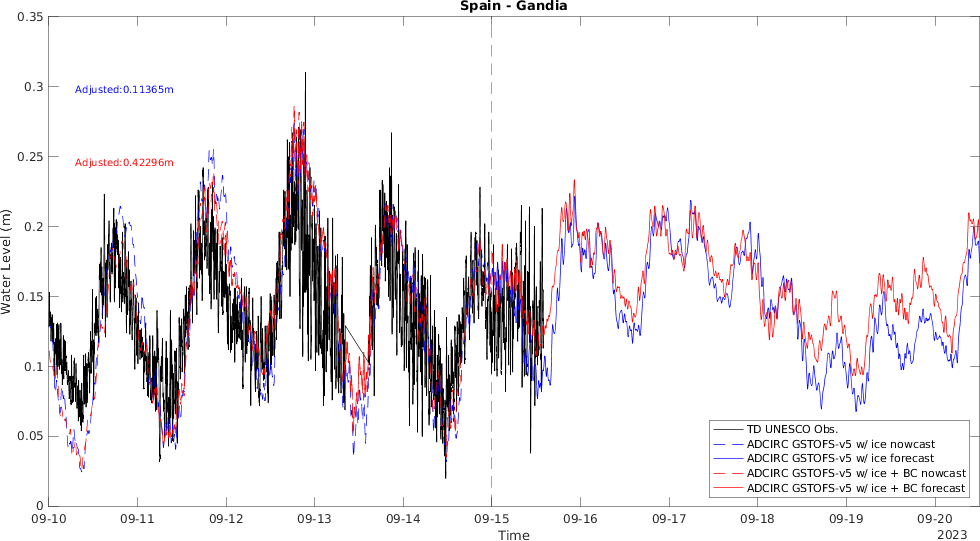 Spain - Gandia
0.35
0.3
0.25
0.2
0.15
0.1
0.05
0
Water Level (m)
Adjusted:0.11365m
Adjusted:0.42296m
TD UNESCO Obs.
ADCIRC GSTOFS-v5 w/ ice nowcast
ADCIRC GSTOFS-v5 w/ ice forecast
ADCIRC GSTOFS-v5 w/ ice + BC nowcast
ADCIRC GSTOFS-v5 w/ ice + BC forecast
09-10 09-11 09-12 09-13 09-14 09-15 09-16 09-17 09-18 09-19 09-20
Time
2023